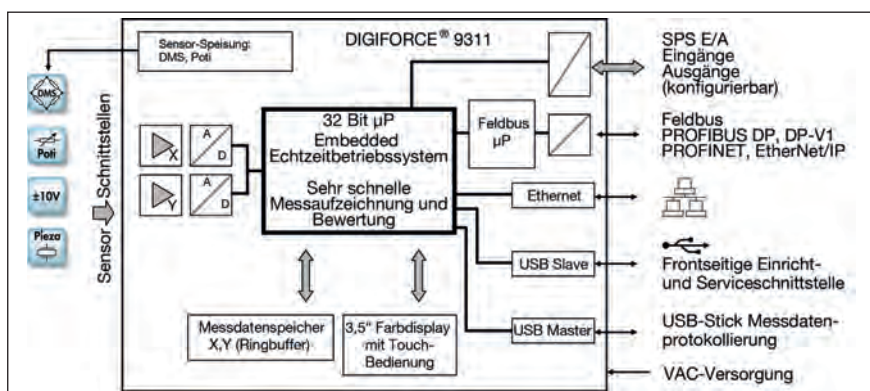 DIGIFORCE® 9311
Sensor-Speisung:
DMS, Poti
DMS
Poti
±10V
Piezo
Sensor Schnittstellen
X
A
D
Y
A
D
32 Bit µP
Embedded
Echtzeitbetriebssystem
Sehr schnelle
Messaufzeichnung und
Bewertung
Feldbus
µP
Ethernet
USB Slave
USB Master
Messdatenspeicher
X,Y (Ringbuffer)
3,5“ Farbdisplay
mit Touch-
Bedienung
SPS E/A
Eingänge
Ausgänge
(konfigurierbar)
Feldbus
PROFIBUS DP, DP-V1
PROFINET, EtherNet/IP
Frontseitige Einricht-
und Serviceschnittstelle
USB-Stick Messdaten-
protokollierung
VAC-Versorgung